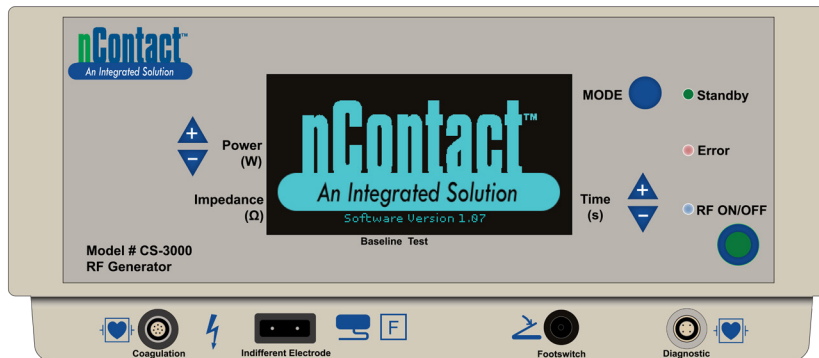 nContact™
An Integrated Solution
Power
(W)
Impedance
(Ω)
nContact™
An Integrated Solution
Software Version 1.07
Baseline Test
MODE
Standby
Error
Time
(s)
RF ON/OFF
Model # CS-3000
RF Generator
Coagulation
Indifferent Electrode
F
Footswitch
Diagnostic